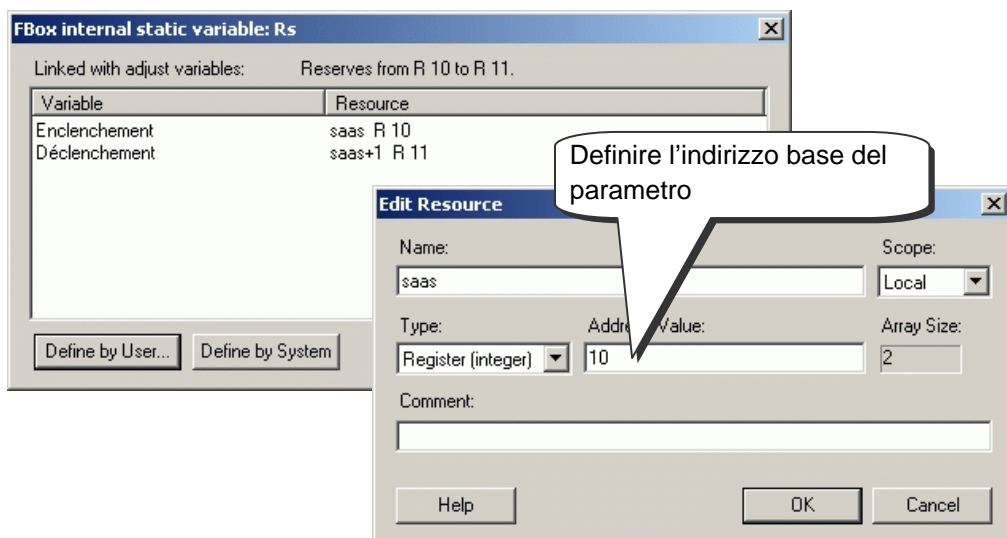 FBox internal static variable: Rs
Linked with adjust variables: Reserves from R 10 to R 11.
Variable Resource
Enclenchement saas R 10
Déclenchement saas+1 R 11
Define by User... Define by System
Definire l'indirizzo base del
parametro
Edit Resource
Name: Scope:
saas Local
Type: Addre Value: Array Size:
Register (integer) 10 2
Comment:
Help OK Cancel